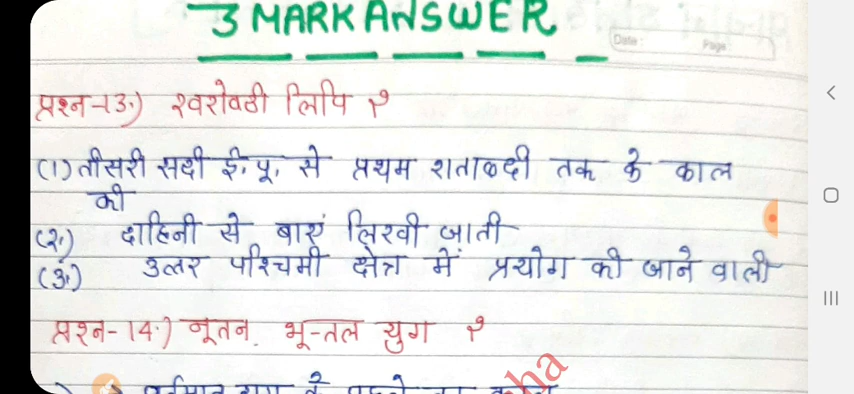 3 MARK ANSWER
Date: Page
प्रश्न-13.) खरोवठी लिपि ?
(1) तीसरी सदी ई. पू. से प्रथम शताब्दी तक के काल
की
(2.) दाहिनी से बाएं लिखी जाती
(3.) उत्तर पश्चिमी क्षेत्र में प्रयोग की जाने वाली
प्रश्न-14.) नूतन भू-तल युग ?